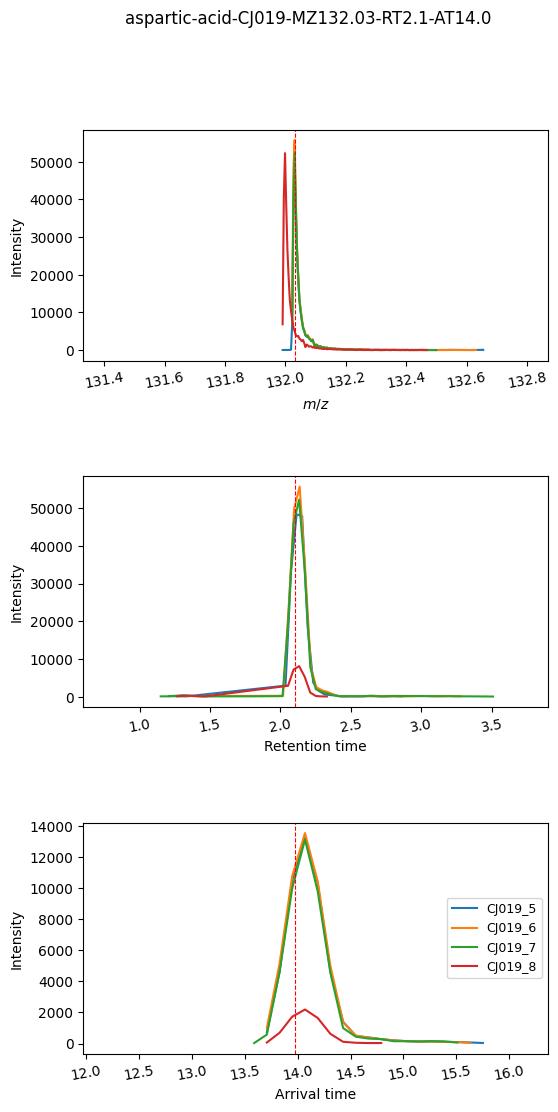 aspartic-acid-CJ019-MZ132.03-RT2.1-AT14.0
50000
40000
30000
20000
10000
0
Intensity
131.4 131.6 131.8 132.0 132.2 132.4 132.6 132.8
m/z
50000
40000
30000
20000
10000
0
Intensity
1.0 1.5 2.0 2.5 3.0 3.5
Retention time
14000
12000
10000
8000
6000
4000
2000
0
Intensity
CJ019_5
CJ019_6
CJ019_7
CJ019_8
12.0 12.5 13.0 13.5 14.0 14.5 15.0 15.5 16.0
Arrival time